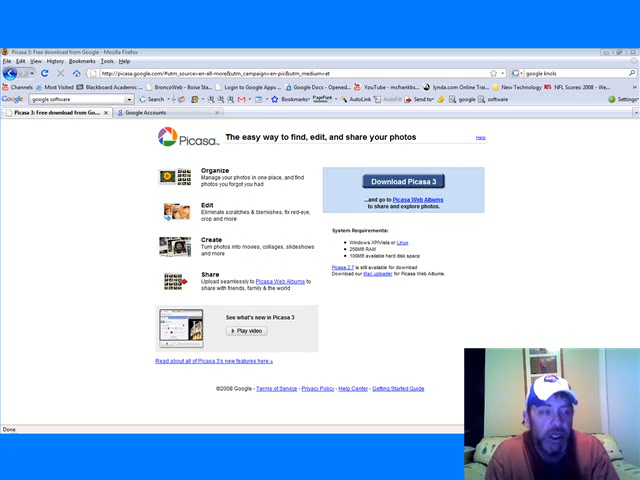 Picasa 3: Free download from Google - Mozilla Firefox
File Edit View History Bookmarks Tools Help
http://picasa.google.com/#utm_source=en-all-more&utm_campaign=en-pic&utm_medium=et
google knols
Customize Links Most Visited Blackboard Academic ... BroncoWeb - Boise Sta... Login to Google Apps Google Docs - Opened... YouTube - mcfrankbs... lynda.com Online Trai... New Technology NFL Scores: 2008 - We...
Google google software Search Bookmarks AutoLink AutoFill Send to google software Settings
Picasa 3: Free download from Go... Google Accounts
Picasa™ The easy way to find, edit, and share your photos Help
Organize
Manage your photos in one place, and find
photos you forgot you had
Edit
Eliminate scratches & blemishes, fix red-eye,
crop and more
Create
Turn photos into movies, collages, slideshows
and more
Share
Upload seamlessly to Picasa Web Albums to
share with friends, family & the world
Download Picasa 3
...and go to Picasa Web Albums
to share and explore photos.
System Requirements:
Windows XP/Vista or Linux
256MB RAM
100MB available hard disk space
Picasa 2.7 is still available for download
Download our Mac uploader for Picasa Web Albums.
See what's new in Picasa 3
Play video
Read about all of Picasa 3's new features here »
©2008 Google - Terms of Service - Privacy Policy - Help Center - Getting Started Guide
Done